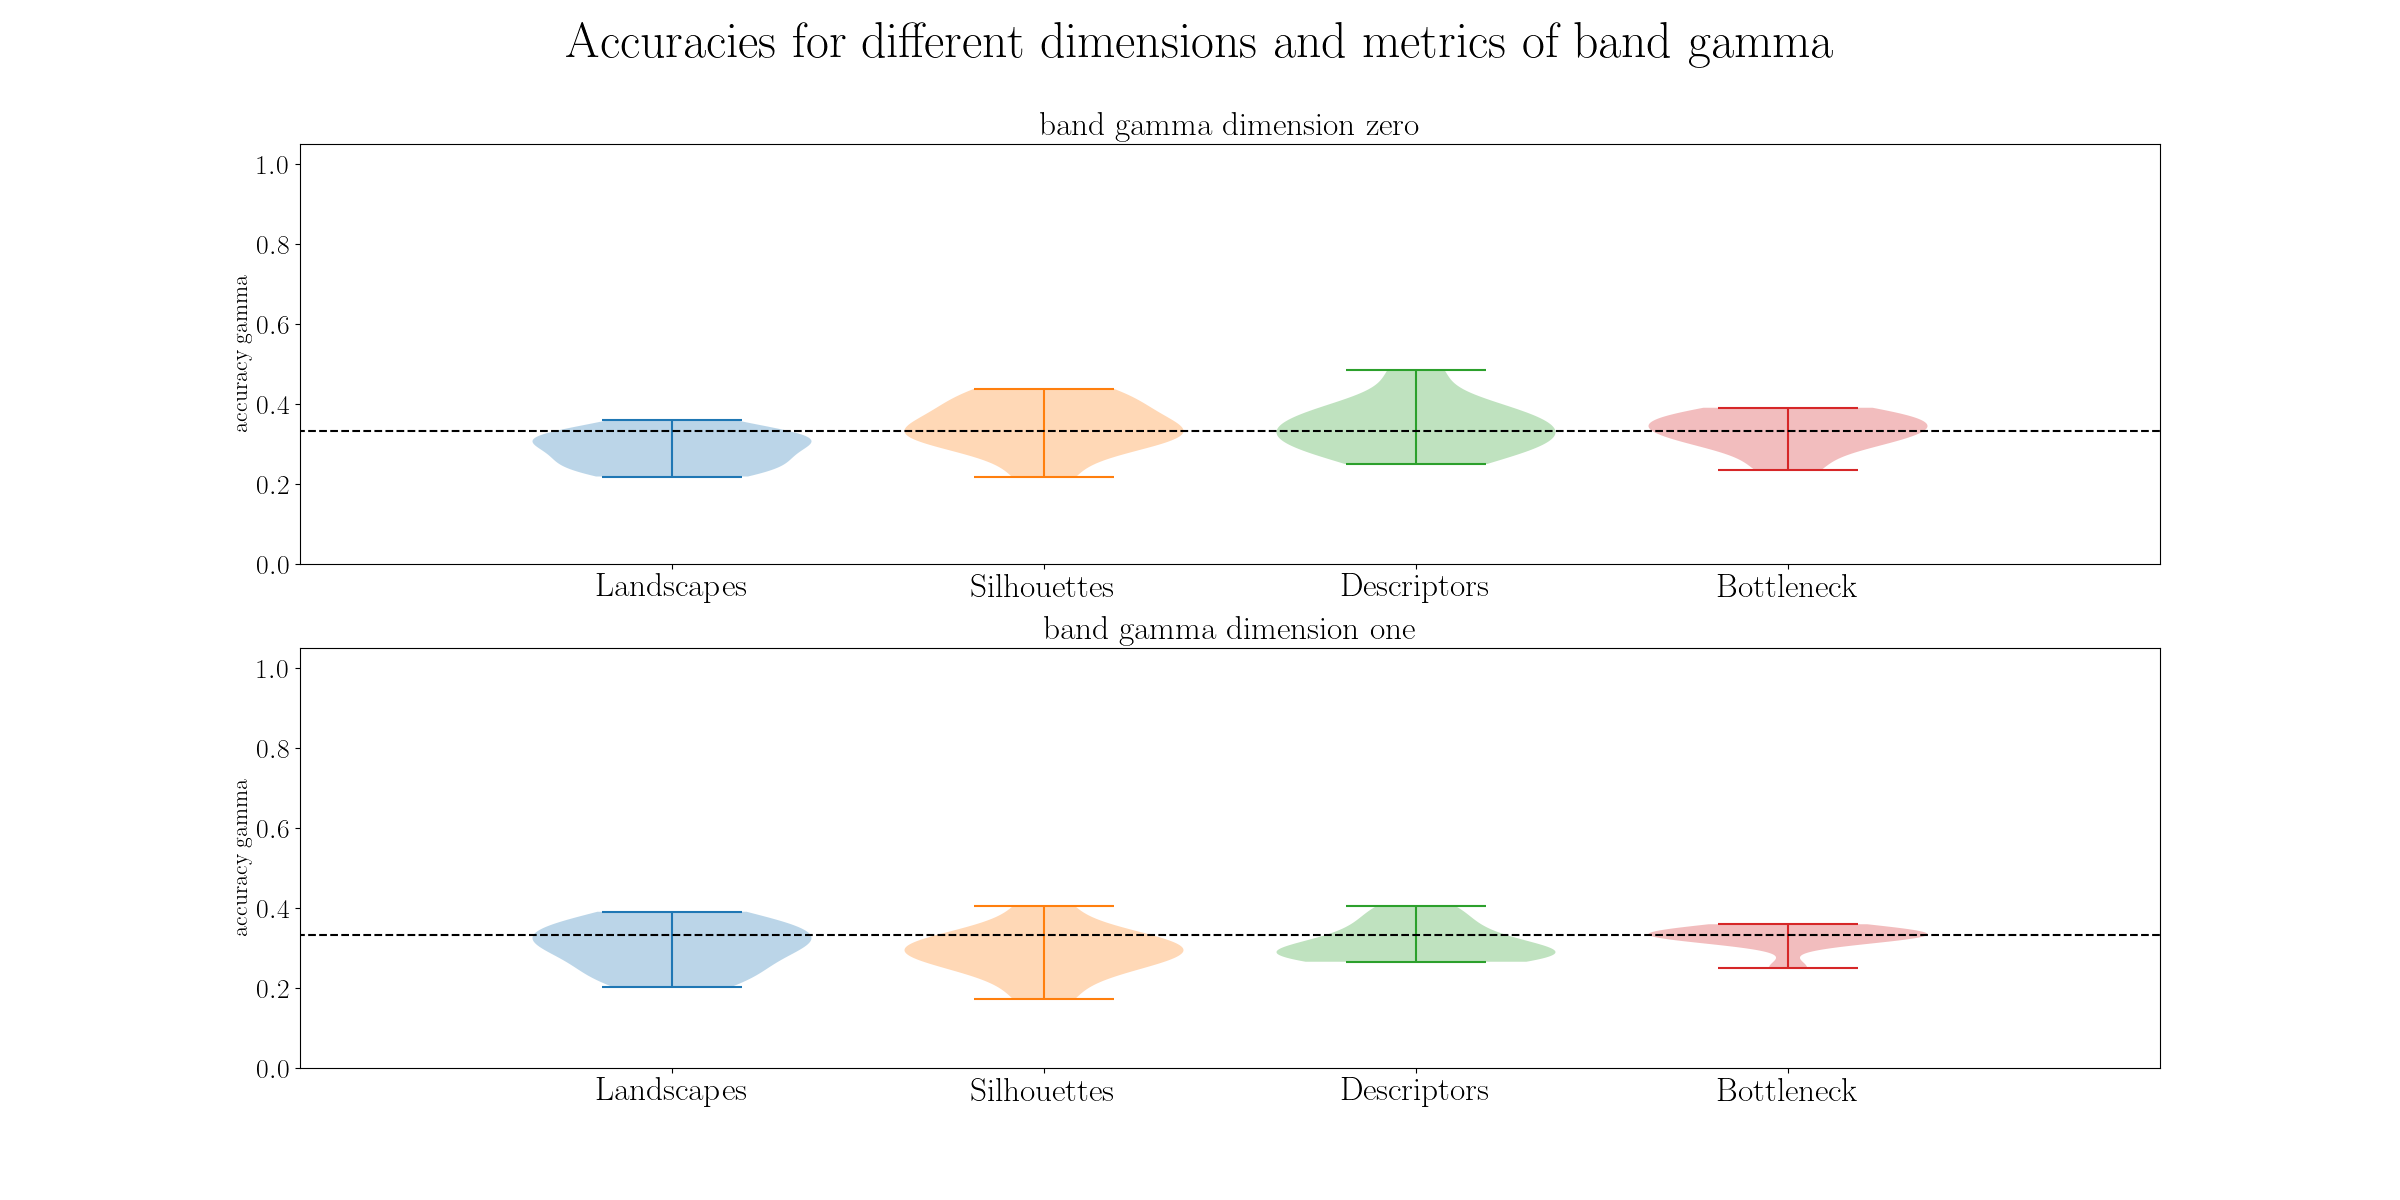 Accuracies for different dimensions and metrics of band gamma
band gamma dimension zero
accuracy gamma
1.0
0.8
0.6
0.4
0.2
0.0
Landscapes Silhouettes Descriptors Bottleneck
band gamma dimension one
accuracy gamma
1.0
0.8
0.6
0.4
0.2
0.0
Landscapes Silhouettes Descriptors Bottleneck